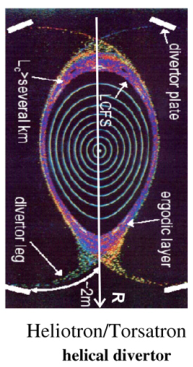 divertor plate
L_c>several km
LCFS
ergodic layer
divertor leg
R
~2m
Heliotron/Torsatron
helical divertor